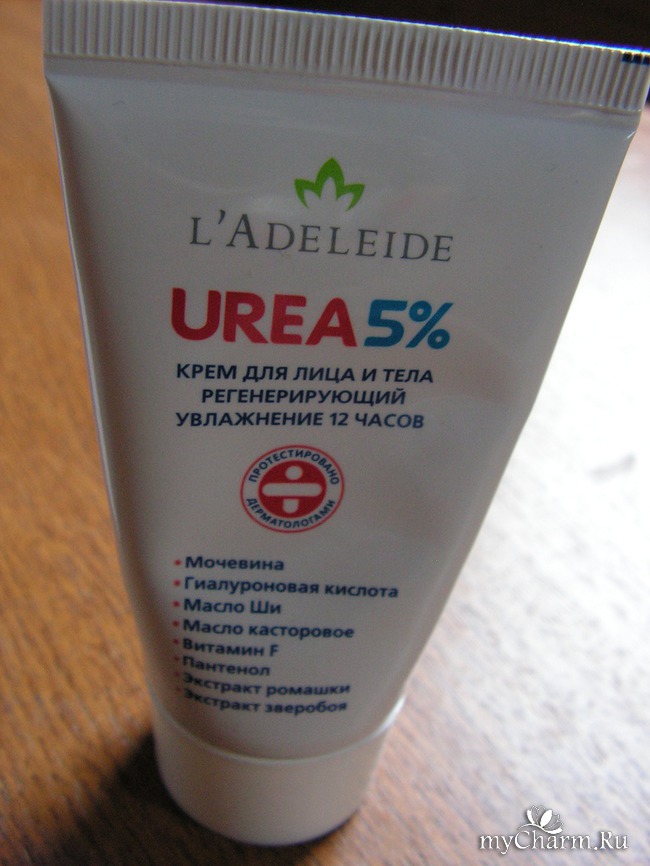 L'ADELEIDE
UREA 5%
КРЕМ ДЛЯ ЛИЦА И ТЕЛА
РЕГЕНЕРИРУЮЩИЙ
УВЛАЖНЕНИЕ 12 ЧАСОВ
ПРОТЕСТИРОВАНО
ДЕРМАТОЛОГАМИ
• Мочевина
• Гиалуроновая кислота
• Масло Ши
• Масло касторовое
• Витамин F
• Пантенол
• Экстракт ромашки
• Экстракт зверобоя
myCharm.Ru